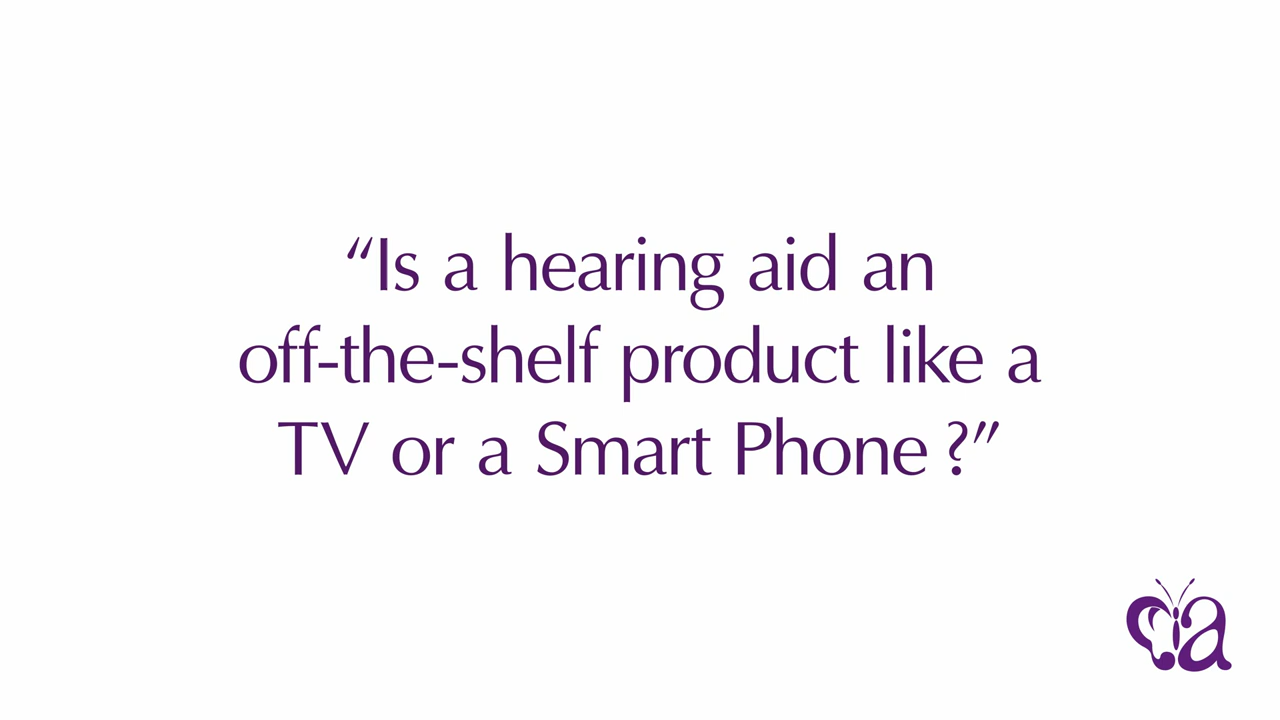 “Is a hearing aid an
off-the-shelf product like a
TV or a Smart Phone ?”
a